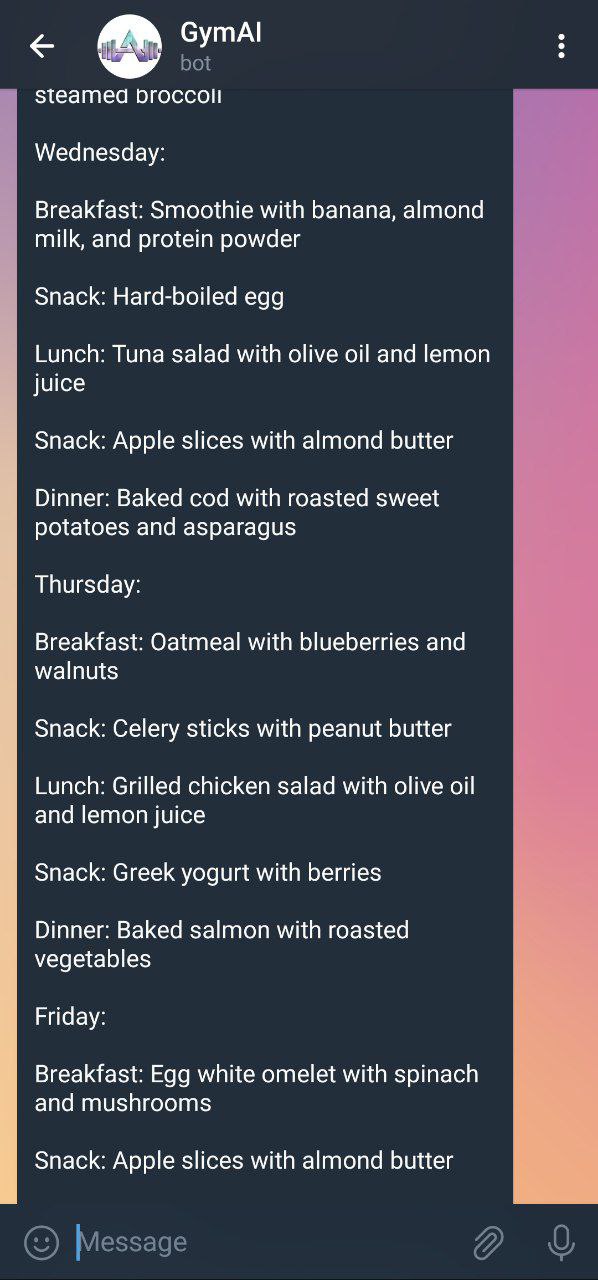 GymAI
bot
steamed broccoli
Wednesday:
Breakfast: Smoothie with banana, almond
milk, and protein powder
Snack: Hard-boiled egg
Lunch: Tuna salad with olive oil and lemon
juice
Snack: Apple slices with almond butter
Dinner: Baked cod with roasted sweet
potatoes and asparagus
Thursday:
Breakfast: Oatmeal with blueberries and
walnuts
Snack: Celery sticks with peanut butter
Lunch: Grilled chicken salad with olive oil
and lemon juice
Snack: Greek yogurt with berries
Dinner: Baked salmon with roasted
vegetables
Friday:
Breakfast: Egg white omelet with spinach
and mushrooms
Snack: Apple slices with almond butter
Message